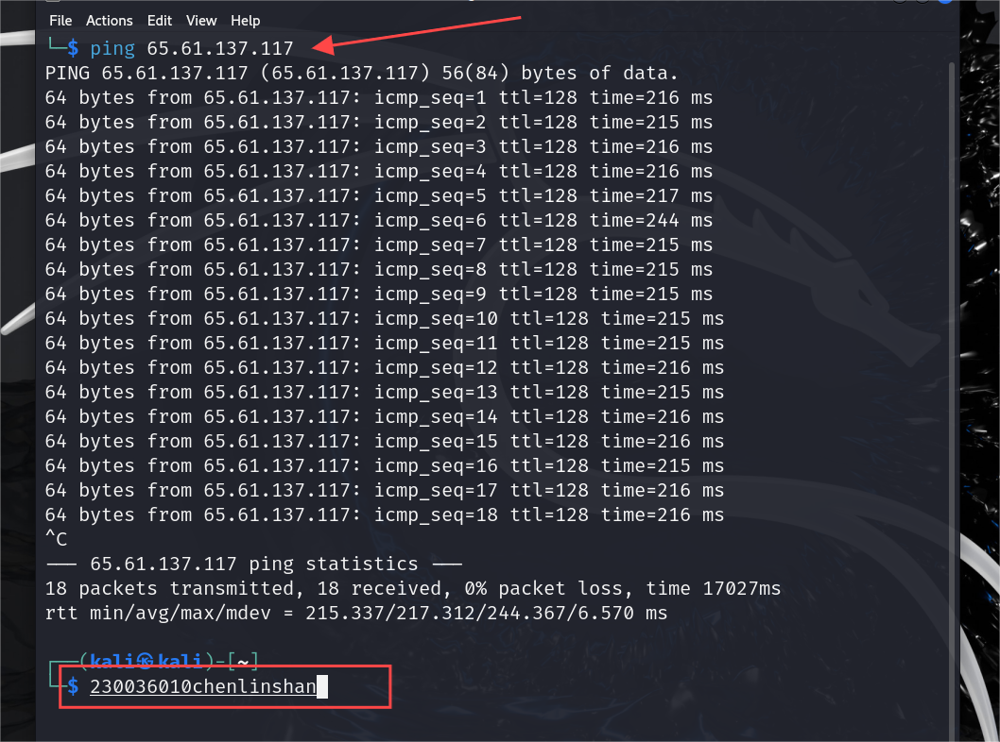 File Actions Edit View Help
└─$ ping 65.61.137.117
PING 65.61.137.117 (65.61.137.117) 56(84) bytes of data.
64 bytes from 65.61.137.117: icmp_seq=1 ttl=128 time=216 ms
64 bytes from 65.61.137.117: icmp_seq=2 ttl=128 time=215 ms
64 bytes from 65.61.137.117: icmp_seq=3 ttl=128 time=216 ms
64 bytes from 65.61.137.117: icmp_seq=4 ttl=128 time=216 ms
64 bytes from 65.61.137.117: icmp_seq=5 ttl=128 time=217 ms
64 bytes from 65.61.137.117: icmp_seq=6 ttl=128 time=244 ms
64 bytes from 65.61.137.117: icmp_seq=7 ttl=128 time=215 ms
64 bytes from 65.61.137.117: icmp_seq=8 ttl=128 time=215 ms
64 bytes from 65.61.137.117: icmp_seq=9 ttl=128 time=215 ms
64 bytes from 65.61.137.117: icmp_seq=10 ttl=128 time=215 ms
64 bytes from 65.61.137.117: icmp_seq=11 ttl=128 time=215 ms
64 bytes from 65.61.137.117: icmp_seq=12 ttl=128 time=216 ms
64 bytes from 65.61.137.117: icmp_seq=13 ttl=128 time=215 ms
64 bytes from 65.61.137.117: icmp_seq=14 ttl=128 time=216 ms
64 bytes from 65.61.137.117: icmp_seq=15 ttl=128 time=216 ms
64 bytes from 65.61.137.117: icmp_seq=16 ttl=128 time=215 ms
64 bytes from 65.61.137.117: icmp_seq=17 ttl=128 time=216 ms
64 bytes from 65.61.137.117: icmp_seq=18 ttl=128 time=216 ms
^C
--- 65.61.137.117 ping statistics ---
18 packets transmitted, 18 received, 0% packet loss, time 17027ms
rtt min/avg/max/mdev = 215.337/217.312/244.367/6.570 ms
┌──(kali㉿kali)-[~]
└─$ 230036010chenlinshan